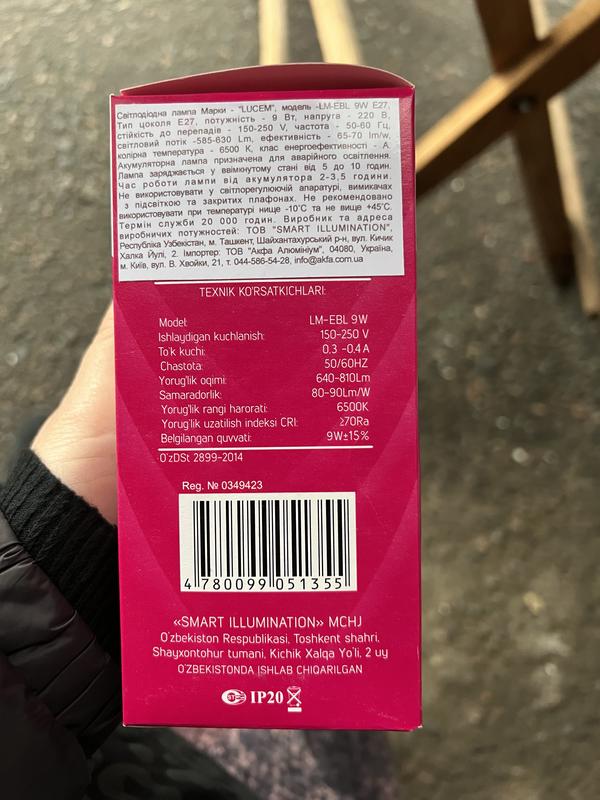 Світлодіодна лампа Марки - "LUCEM", модель -LM-EBL 9W E27,
Тип цоколя E27, потужність - 9 Вт, напруга - 220 В,
стійкість до перепадів - 150-250 V, частота - 50-60 Гц,
світловий потік -585-630 Lm, ефективність - 65-70 lm/w,
колірна температура - 6500 K, клас енергоефективності - A.
Акумуляторна лампа призначена для аварійного освітлення.
Лампа заряджається у ввімкнутому стані від 5 до 10 годин.
Час роботи лампи від акумулятора 2-3,5 години.
Не використовувати у світлорегулюючій апаратурі, вимикачах
з підсвіткою та закритих плафонах. Не рекомендовано
використовувати при температурі нище -10°C та не вище +45°C.
Термін служби 20 000 годин. Виробник та адреса
виробничих потужностей: ТОВ "SMART ILLUMINATION",
Республіка Узбекістан, м. Ташкент, Шайхантахурський р-н, вул. Кичик
Халка Йулі, 2. Імпортер: ТОВ "Акфа Алюмініум", 04080, Україна,
м. Київ, вул. В. Хвойки, 21, т. 044-586-54-28, info@akfa.com.ua
TEXNIK KO'RSATKICHLARI:
Model: LM-EBL 9W
Ishlaydigan kuchlanish: 150-250 V
To'k kuchi: 0.3 -0.4 A
Chastota: 50/60HZ
Yorug'lik oqimi: 640-810Lm
Samaradorlik: 80-90Lm/W
Yorug'lik rangi harorati: 6500K
Yorug'lik uzatilish indeksi CRI: ≥70Ra
Belgilangan quvvati: 9W±15%
O'zDSt 2899-2014
Reg. № 0349423
4 780099 051355
«SMART ILLUMINATION» MCHJ
O'zbekiston Respublikasi, Toshkent shahri,
Shayxontohur tumani, Kichik Xalqa Yo'li, 2 uy
O'ZBEKISTONDA ISHLAB CHIQARILGAN
IP20